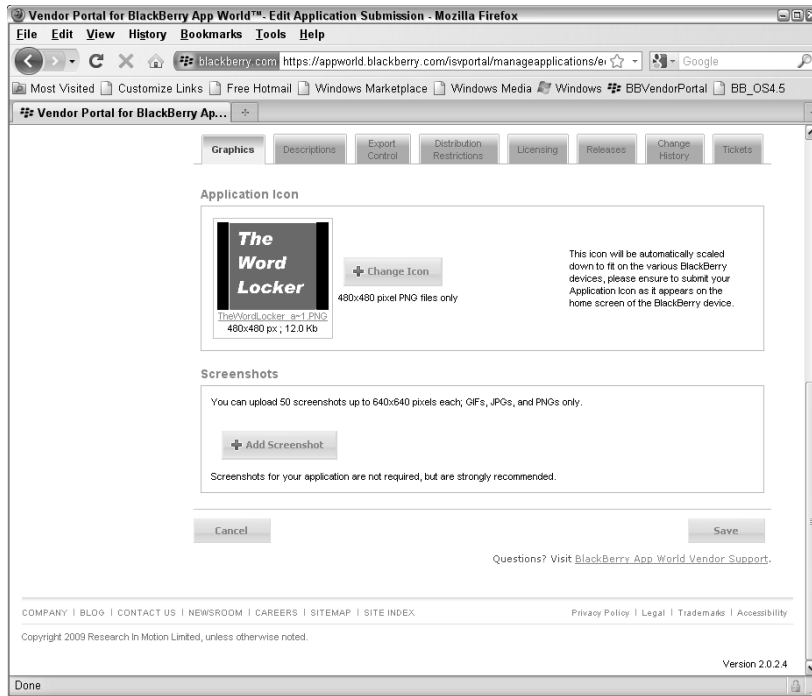 Vendor Portal for BlackBerry App World™- Edit Application Submission - Mozilla Firefox
File Edit View History Bookmarks Tools Help
blackberry.com https://appworld.blackberry.com/isvportal/manageapplications/e Google
Most Visited Customize Links Free Hotmail Windows Marketplace Windows Media Windows BBVendorPortal BB_OS4.5
Vendor Portal for BlackBerry Ap...
Graphics Descriptions Export Control Distribution Restrictions Licensing Releases Change History Tickets
Application Icon
The
Word
Locker
TheWordLocker_a~1.PNG
480x480 px ; 12.0 Kb
Change Icon
480x480 pixel PNG files only
This icon will be automatically scaled
down to fit on the various BlackBerry
devices, please ensure to submit your
Application Icon as it appears on the
home screen of the BlackBerry device.
Screenshots
You can upload 50 screenshots up to 640x640 pixels each; GIFs, JPGs, and PNGs only.
Add Screenshot
Screenshots for your application are not required, but are strongly recommended.
Cancel Save
Questions? Visit BlackBerry App World Vendor Support.
COMPANY | BLOG | CONTACT US | NEWSROOM | CAREERS | SITEMAP | SITE INDEX Privacy Policy | Legal | Trademarks | Accessibility
Copyright 2009 Research In Motion Limited, unless otherwise noted.
Version 2.0.2.4
Done